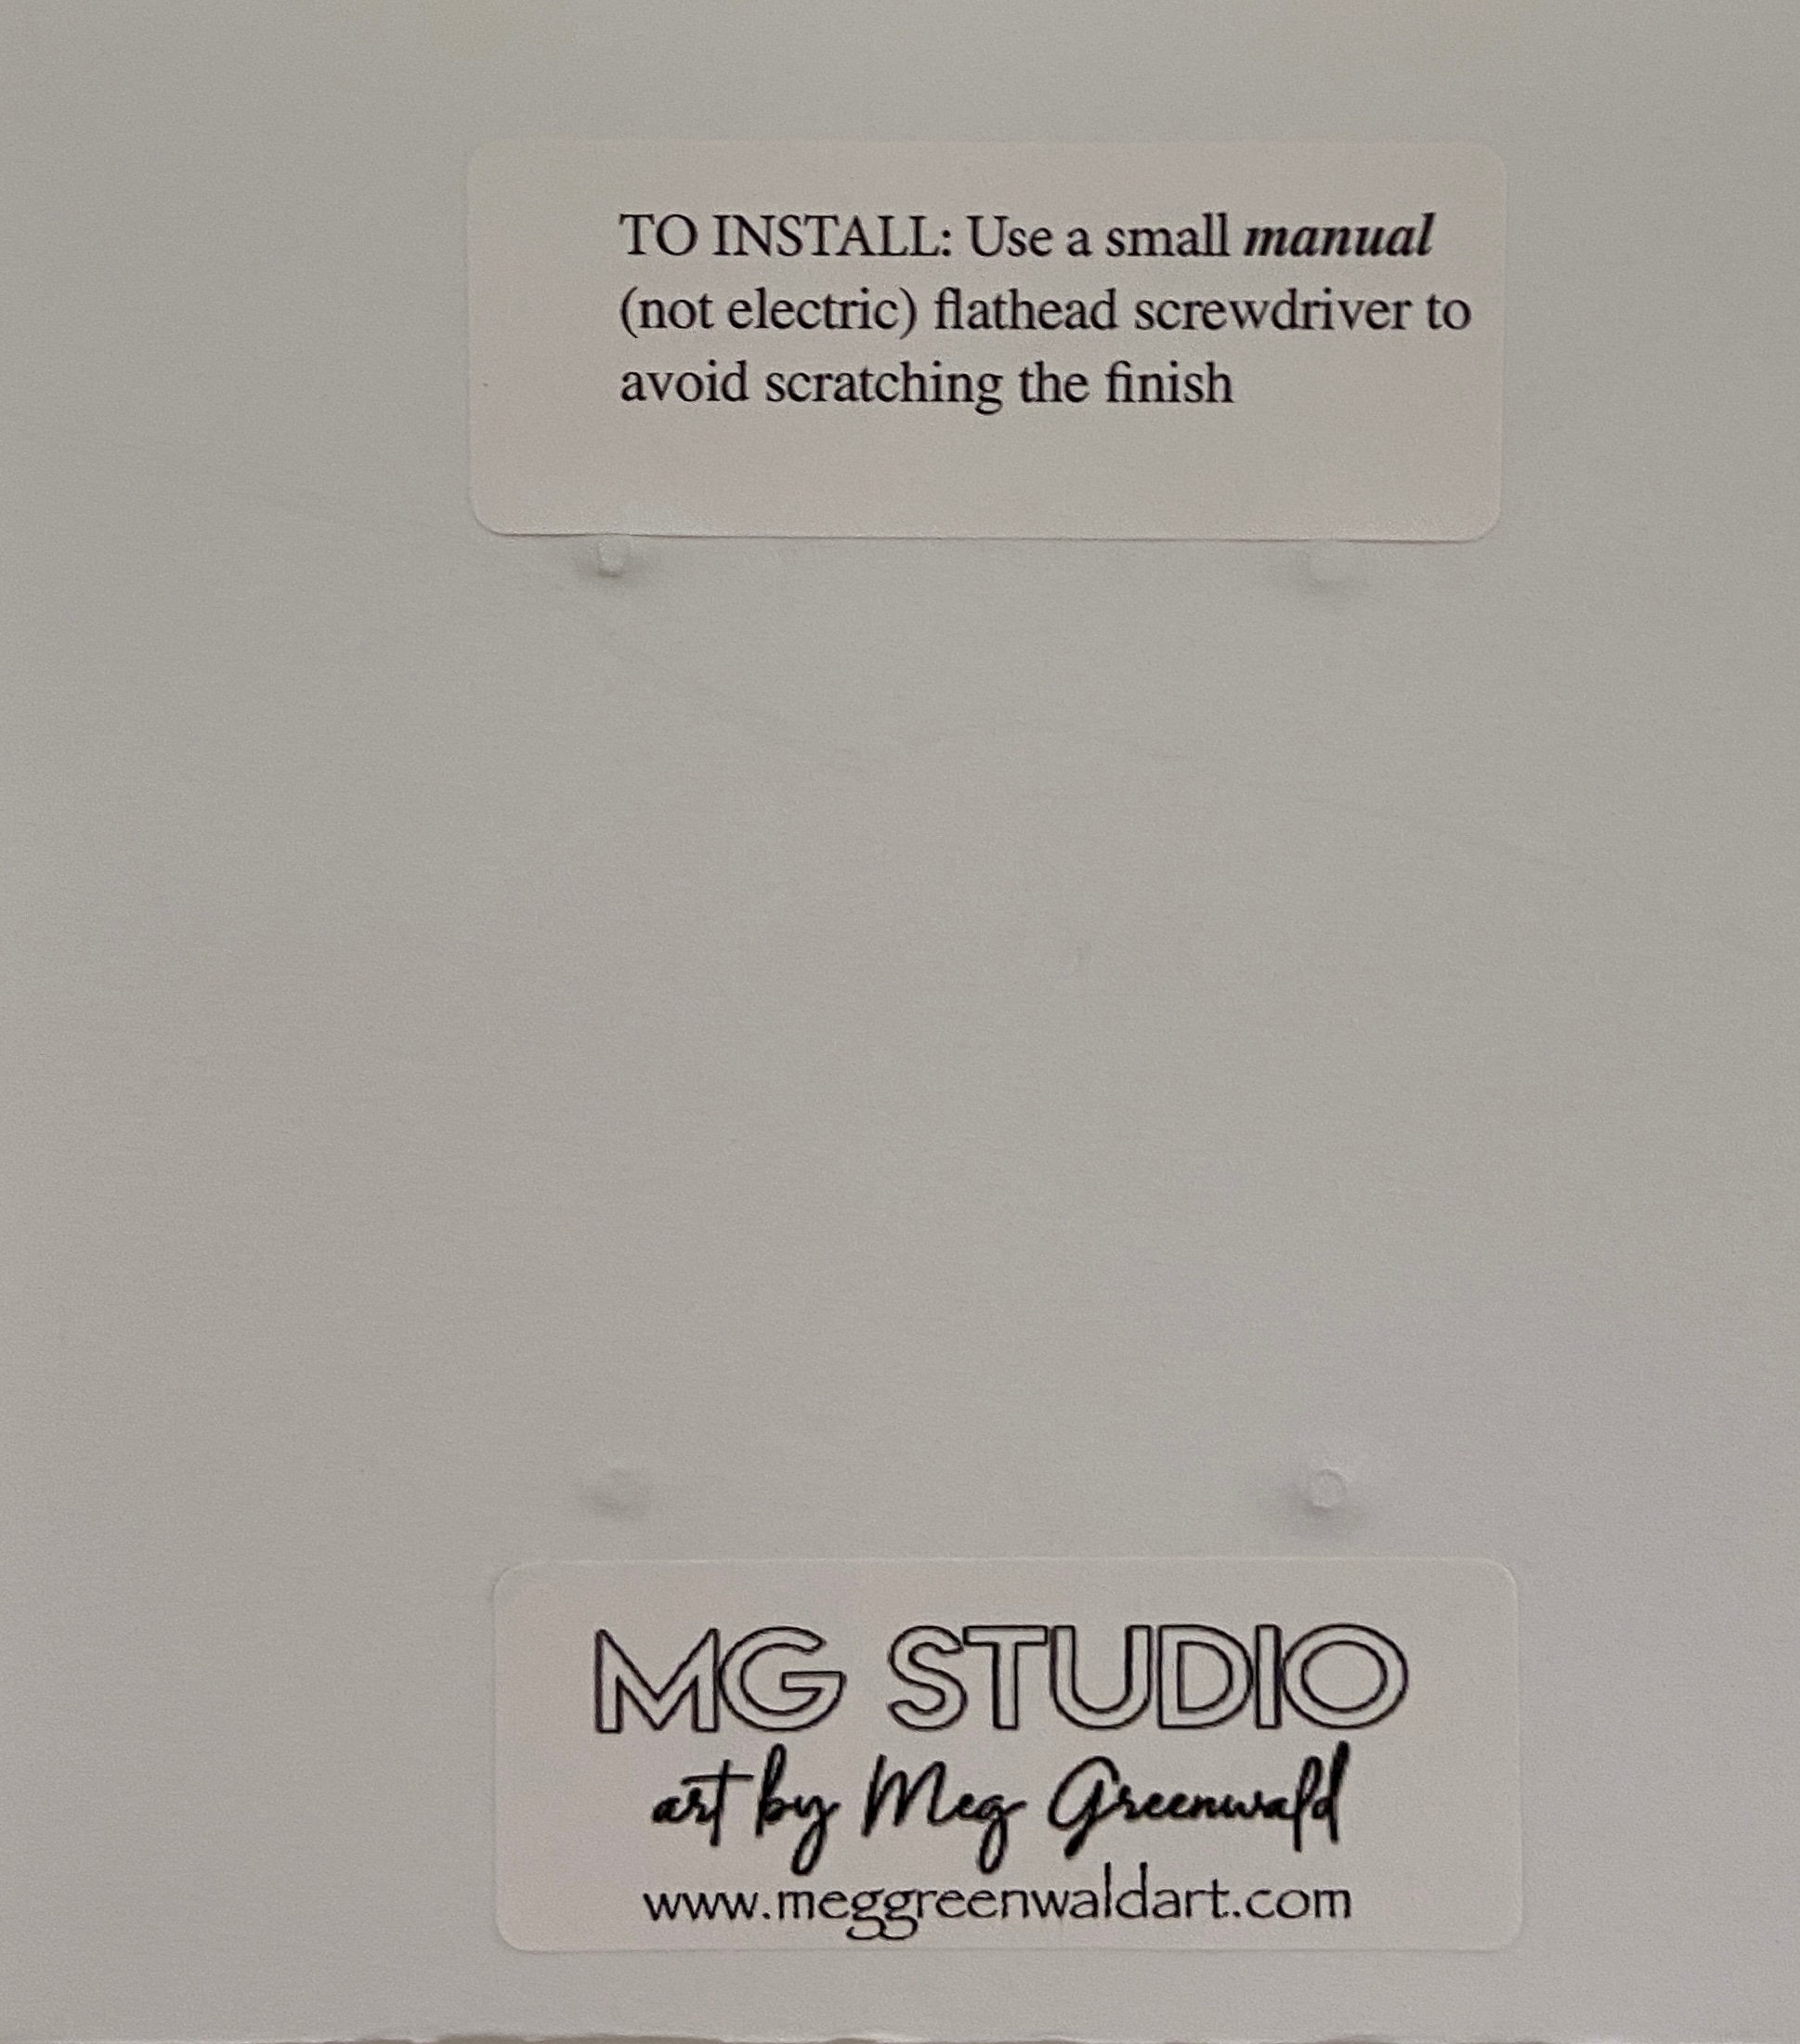 TO INSTALL: Use a small manual
(not electric) flathead screwdriver to
avoid scratching the finish
MG STUDIO
art by Meg Greenwald
www.meggreenwaldart.com